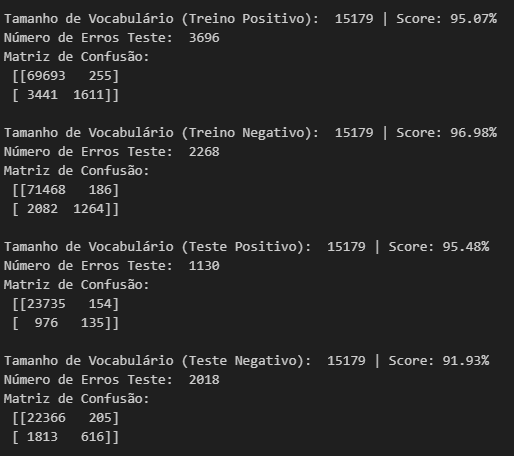 Tamanho de Vocabulário (Treino Positivo):  15179 | Score: 95.07%
Número de Erros Teste:  3696
Matriz de Confusão:
 [[69693   255]
 [ 3441  1611]]

Tamanho de Vocabulário (Treino Negativo):  15179 | Score: 96.98%
Número de Erros Teste:  2268
Matriz de Confusão:
 [[71468   186]
 [ 2082  1264]]

Tamanho de Vocabulário (Teste Positivo):  15179 | Score: 95.48%
Número de Erros Teste:  1130
Matriz de Confusão:
 [[23735   154]
 [  976   135]]

Tamanho de Vocabulário (Teste Negativo):  15179 | Score: 91.93%
Número de Erros Teste:  2018
Matriz de Confusão:
 [[22366   205]
 [ 1813   616]]